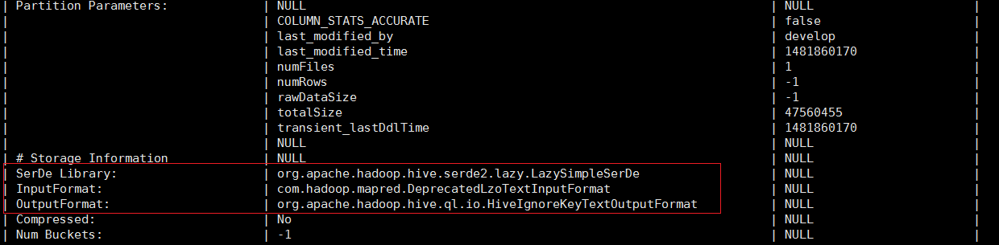 | Partition Parameters: | NULL | NULL |
| | COLUMN_STATS_ACCURATE | false |
| | last_modified_by | develop |
| | last_modified_time | 1481860170 |
| | numFiles | 1 |
| | numRows | -1 |
| | rawDataSize | -1 |
| | totalSize | 47560455 |
| | transient_lastDdlTime | 1481860170 |
| | NULL | NULL |
| # Storage Information | NULL | NULL |
| SerDe Library: | org.apache.hadoop.hive.serde2.lazy.LazySimpleSerDe | NULL |
| InputFormat: | com.hadoop.mapred.DeprecatedLzoTextInputFormat | NULL |
| OutputFormat: | org.apache.hadoop.hive.ql.io.HiveIgnoreKeyTextOutputFormat | NULL |
| Compressed: | No | NULL |
| Num Buckets: | -1 | NULL |